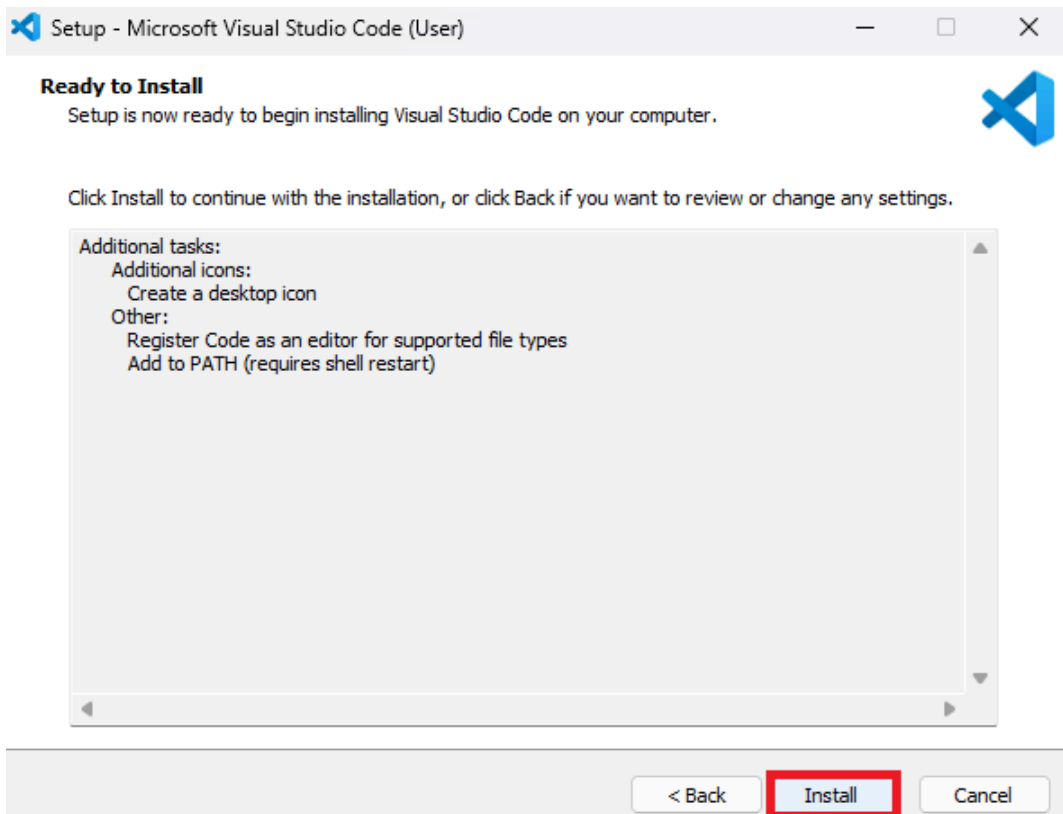 Setup - Microsoft Visual Studio Code (User)
Ready to Install
Setup is now ready to begin installing Visual Studio Code on your computer.
Click Install to continue with the installation, or click Back if you want to review or change any settings.
Additional tasks:
Additional icons:
Create a desktop icon
Other:
Register Code as an editor for supported file types
Add to PATH (requires shell restart)
< Back Install Cancel